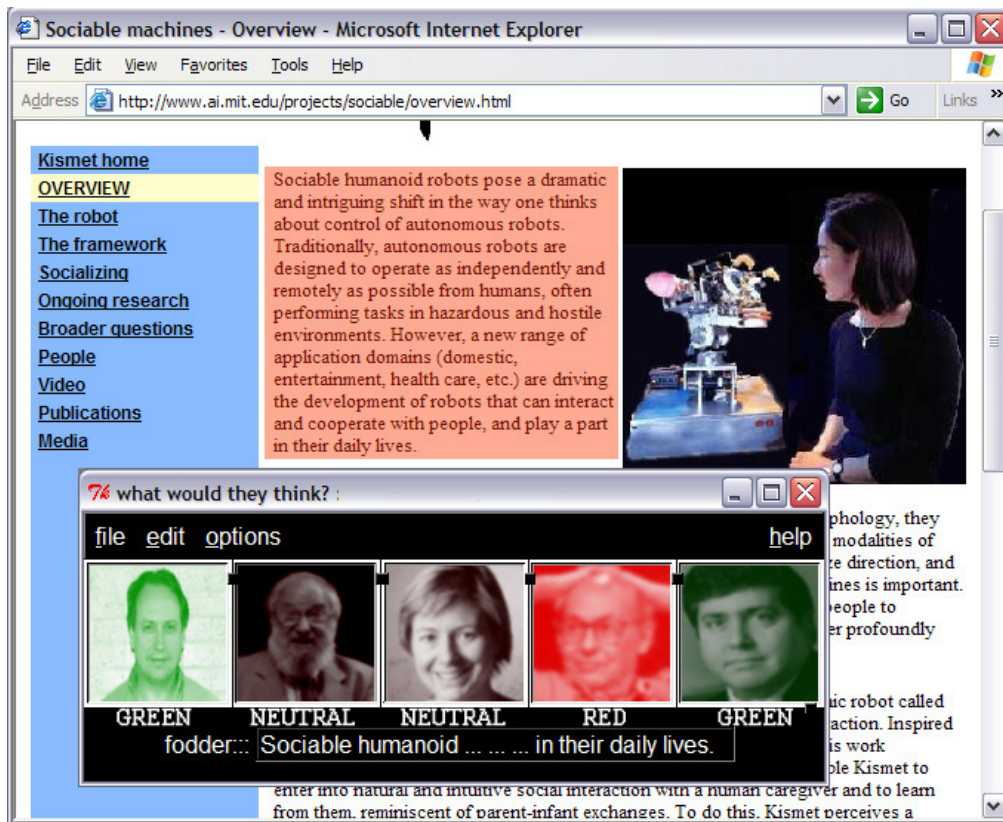 Sociable machines - Overview - Microsoft Internet Explorer
File Edit View Favorites Tools Help
Address http://www.ai.mit.edu/projects/sociable/overview.html Go Links »
Kismet home
OVERVIEW
The robot
The framework
Socializing
Ongoing research
Broader questions
People
Video
Publications
Media
Sociable humanoid robots pose a dramatic
and intriguing shift in the way one thinks
about control of autonomous robots.
Traditionally, autonomous robots are
designed to operate as independently and
remotely as possible from humans, often
performing tasks in hazardous and hostile
environments. However, a new range of
application domains (domestic,
entertainment, health care, etc.) are driving
the development of robots that can interact
and cooperate with people, and play a part
in their daily lives.
phology, they
modalities of
ze direction, and
ines is important.
people to
er profoundly
nic robot called
action. Inspired
is work
ble Kismet to
enter into natural and intuitive social interaction with a human caregiver and to learn
from them, reminiscent of parent-infant exchanges. To do this, Kismet perceives a
what would they think? :
file edit options help
GREEN NEUTRAL NEUTRAL RED GREEN
fodder::: Sociable humanoid ... ... ... in their daily lives.